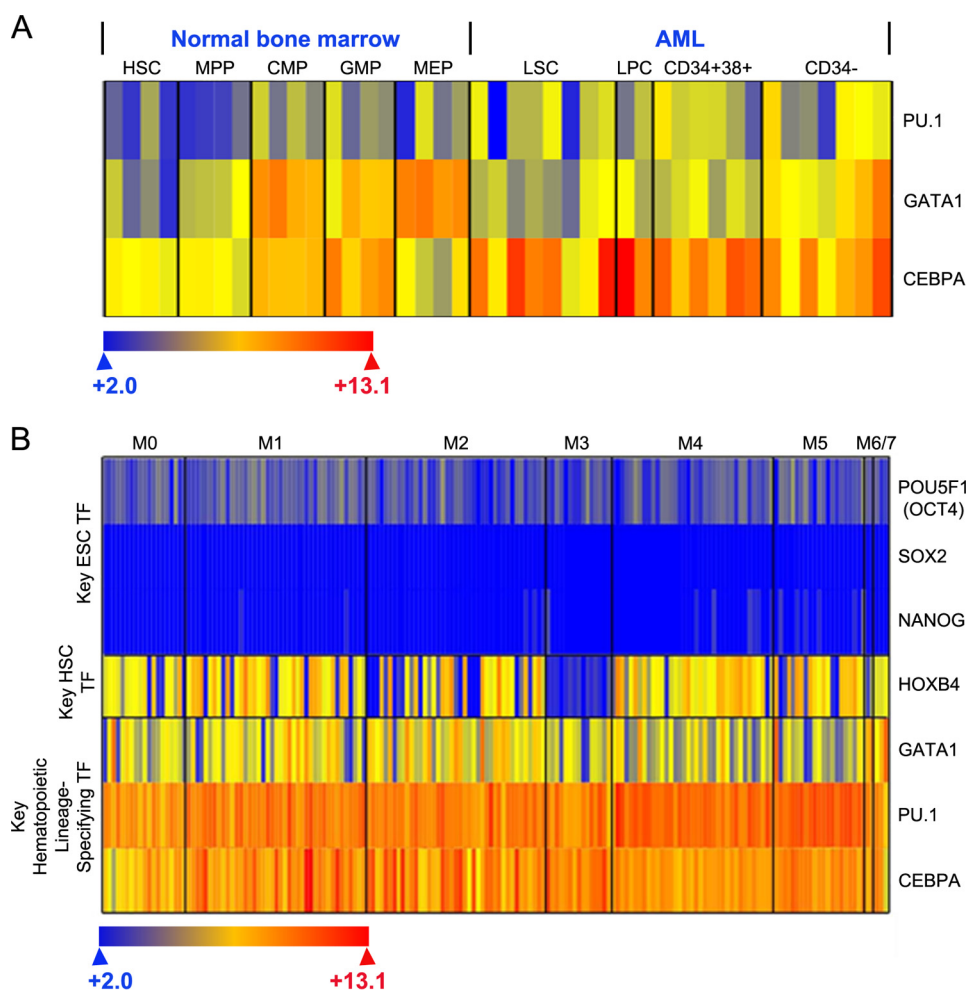 A
Normal bone marrow AML
HSC MPP CMP GMP MEP LSC LPC CD34+38+ CD34-
PU.1
GATA1
CEBPA
+2.0 +13.1
B
M0 M1 M2 M3 M4 M5 M6/7
Key ESC TF
POU5F1
(OCT4)
SOX2
NANOG
Key HSC
TF
HOXB4
Key
Hematopoietic
Lineage-
Specifying TF
GATA1
PU.1
CEBPA
+2.0 +13.1